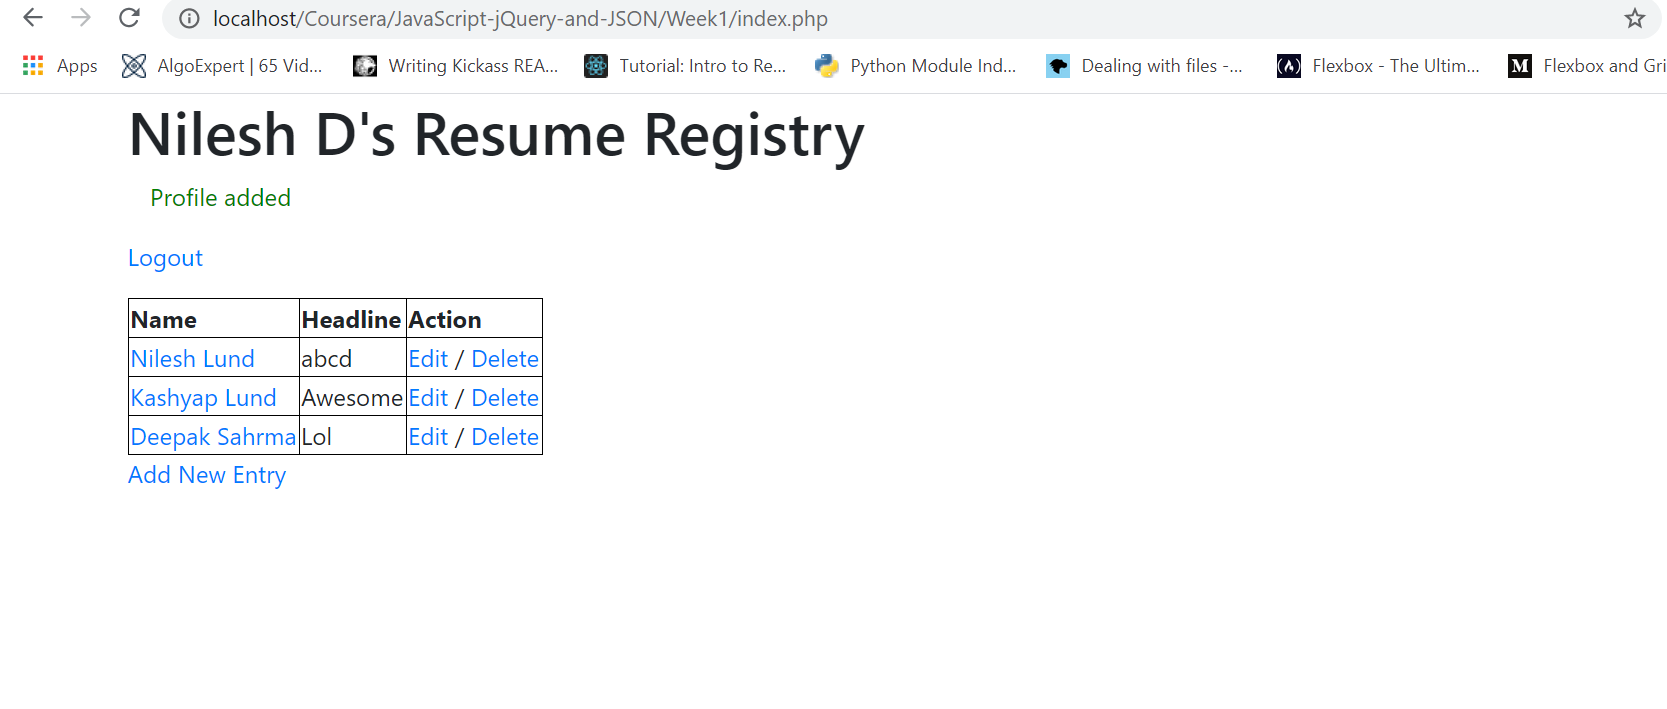 localhost/Coursera/JavaScript-jQuery-and-JSON/Week1/index.php
Apps AlgoExpert | 65 Vid... Writing Kickass REA... Tutorial: Intro to Re... Python Module Ind... Dealing with files -... Flexbox - The Ultim... M Flexbox and Gri
Nilesh D's Resume Registry
Profile added
Logout
Name Headline Action
Nilesh Lund abcd Edit / Delete
Kashyap Lund Awesome Edit / Delete
Deepak Sahrma Lol Edit / Delete
Add New Entry